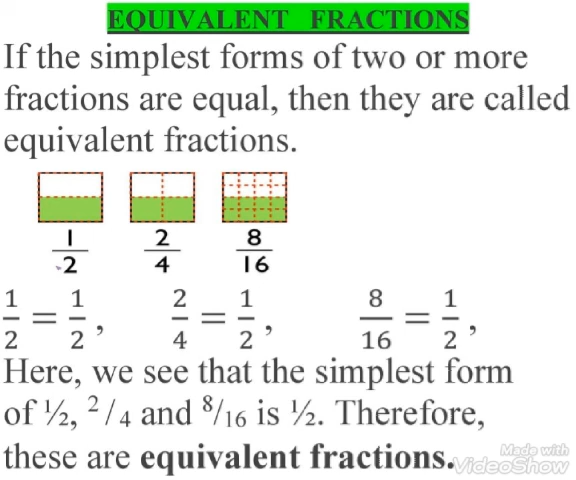 EQUIVALENT FRACTIONS
If the simplest forms of two or more
fractions are equal, then they are called
equivalent fractions.
1/2 2/4 8/16
1/2 = 1/2 , 2/4 = 1/2 , 8/16 = 1/2 ,
Here, we see that the simplest form
of ½, ²/₄ and ⁸/₁₆ is ½. Therefore,
these are equivalent fractions.
Made with
VideoShow